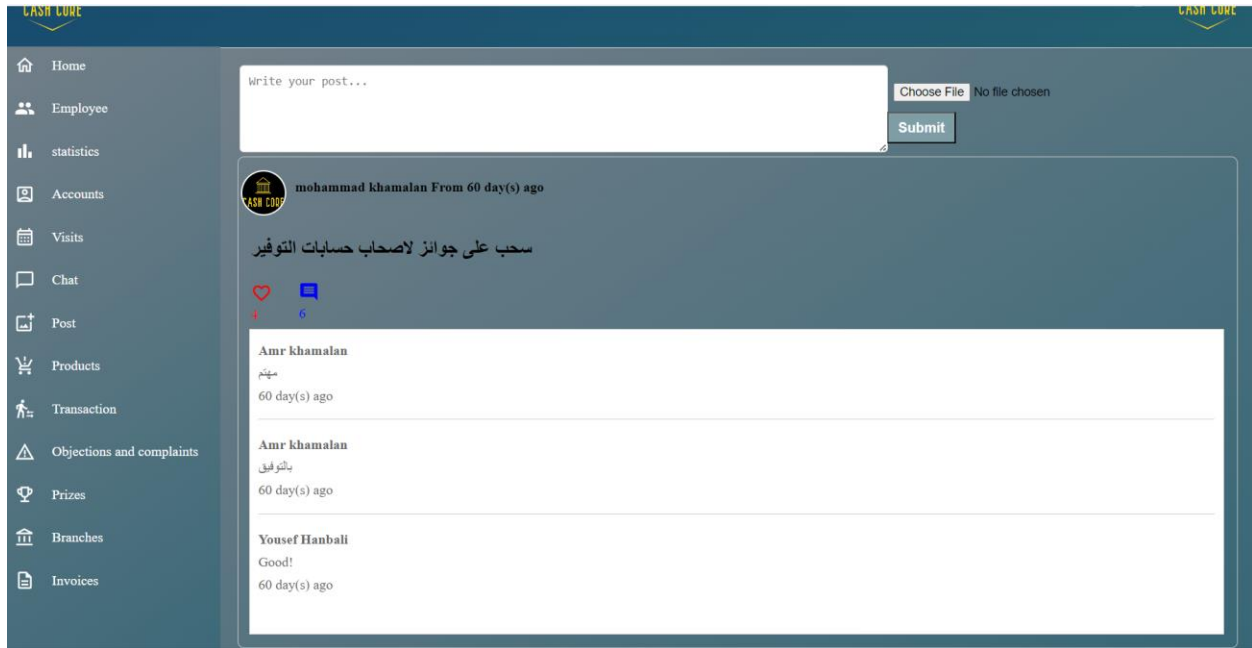 CASH CORE
CASH CORE
Home
Employee
statistics
Accounts
Visits
Chat
Post
Products
Transaction
Objections and complaints
Prizes
Branches
Invoices
Write your post...
Choose File No file chosen
Submit
CASH CORE
mohammad khamalan From 60 day(s) ago
سحب على جوائز لاصحاب حسابات التوفير
4 6
Amr khamalan
مهتم
60 day(s) ago
Amr khamalan
بالتوفيق
60 day(s) ago
Yousef Hanbali
Good!
60 day(s) ago